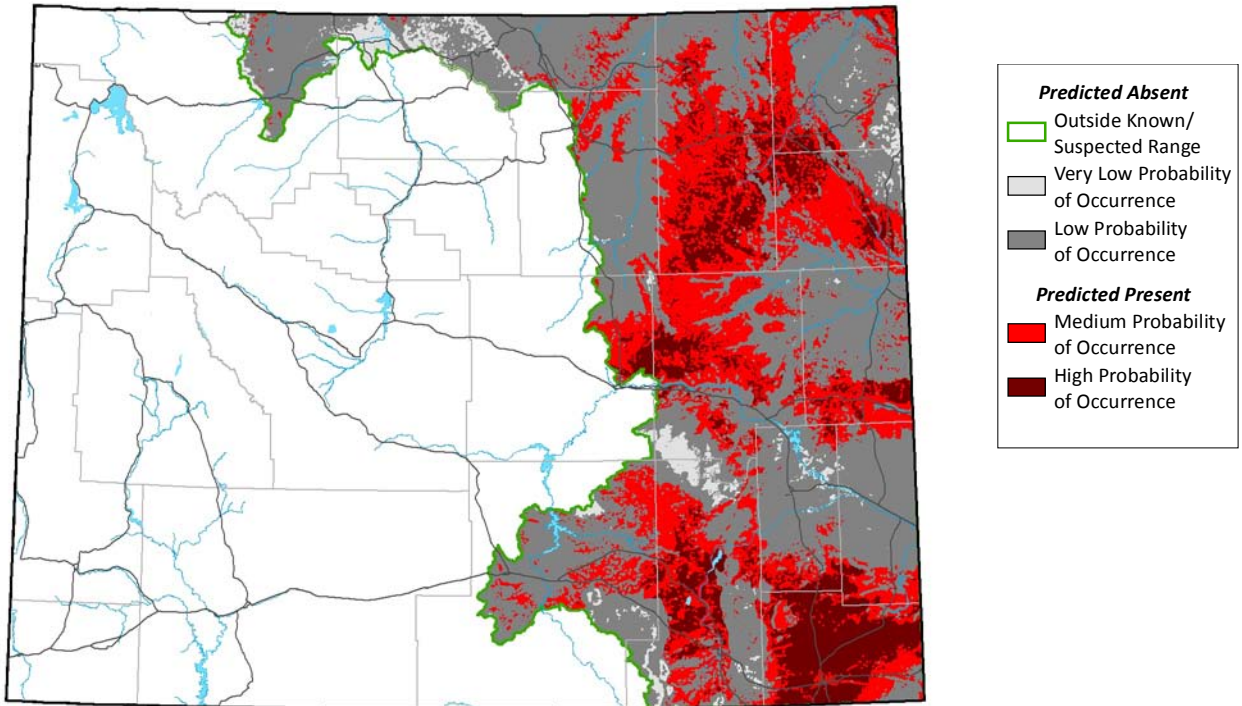 Predicted Absent
Outside Known/
Suspected Range
Very Low Probability
of Occurrence
Low Probability
of Occurrence
Predicted Present
Medium Probability
of Occurrence
High Probability
of Occurrence